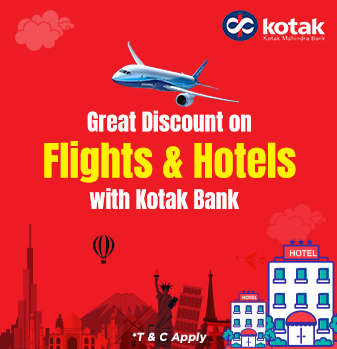 kotak
Kotak Mahindra Bank
Great Discount on
Flights & Hotels
with Kotak Bank
HOTEL
HOTEL
*T & C Apply